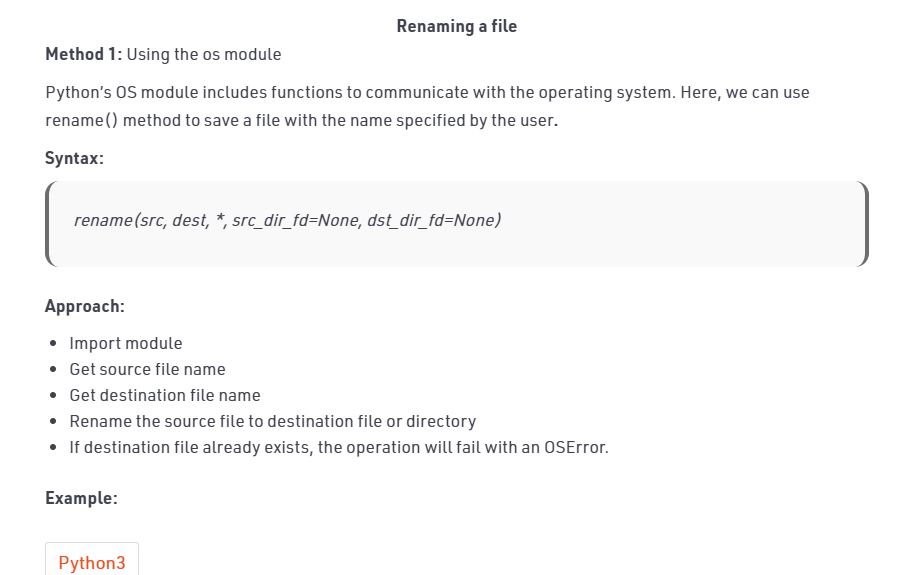 Renaming a file
Method 1: Using the os module
Python’s OS module includes functions to communicate with the operating system. Here, we can use
rename() method to save a file with the name specified by the user.
Syntax:
rename(src, dest, *, src_dir_fd=None, dst_dir_fd=None)
Approach:
• Import module
• Get source file name
• Get destination file name
• Rename the source file to destination file or directory
• If destination file already exists, the operation will fail with an OSError.
Example:
Python3